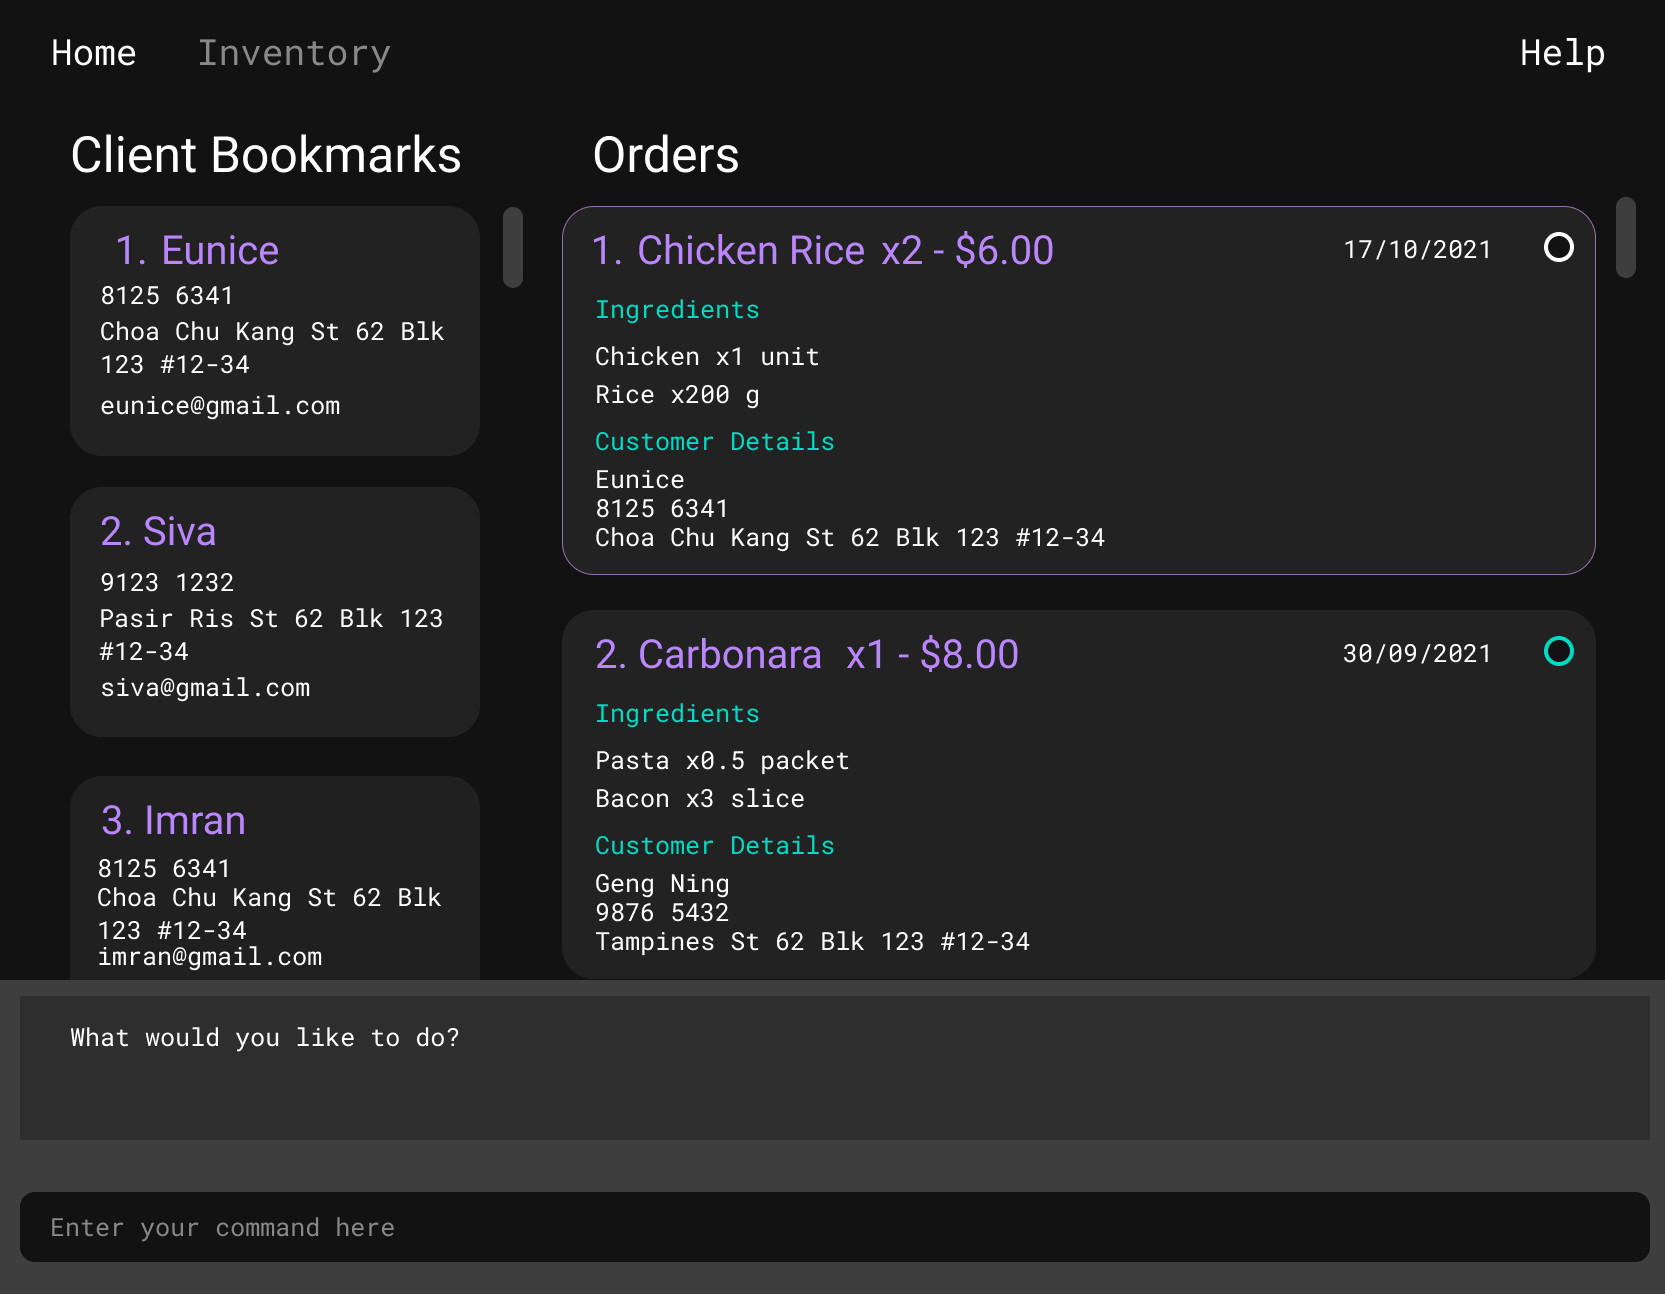 Home Inventory Help
Client Bookmarks
1. Eunice
8125 6341
Choa Chu Kang St 62 Blk
123 #12-34
eunice@gmail.com
2. Siva
9123 1232
Pasir Ris St 62 Blk 123
#12-34
siva@gmail.com
3. Imran
8125 6341
Choa Chu Kang St 62 Blk
123 #12-34
imran@gmail.com
Orders
1. Chicken Rice x2 - $6.00 17/10/2021
Ingredients
Chicken x1 unit
Rice x200 g
Customer Details
Eunice
8125 6341
Choa Chu Kang St 62 Blk 123 #12-34
2. Carbonara x1 - $8.00 30/09/2021
Ingredients
Pasta x0.5 packet
Bacon x3 slice
Customer Details
Geng Ning
9876 5432
Tampines St 62 Blk 123 #12-34
What would you like to do?
Enter your command here